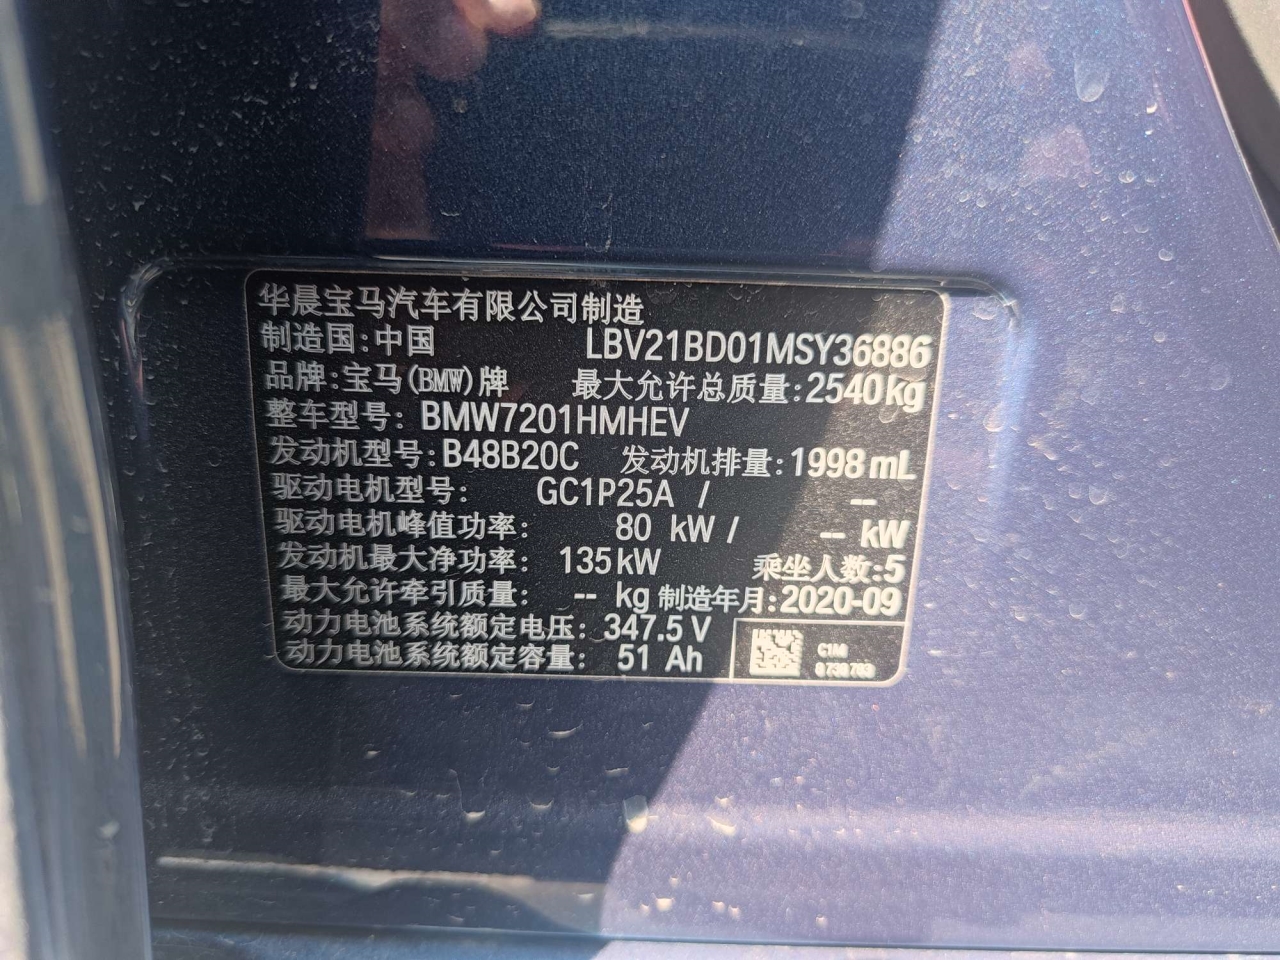 华晨宝马汽车有限公司制造
制造国:中国 LBV21BD01MSY36886
品牌:宝马(BMW)牌 最大允许总质量:2540kg
整车型号: BMW7201HMHEV
发动机型号:B48B20C 发动机排量:1998mL
驱动电机型号: GC1P25A / --
驱动电机峰值功率: 80 kW / -- kW
发动机最大净功率: 135kW 乘坐人数:5
最大允许牵引质量: -- kg 制造年月:2020-09
动力电池系统额定电压: 347.5 V
动力电池系统额定容量: 51 Ah
C1M